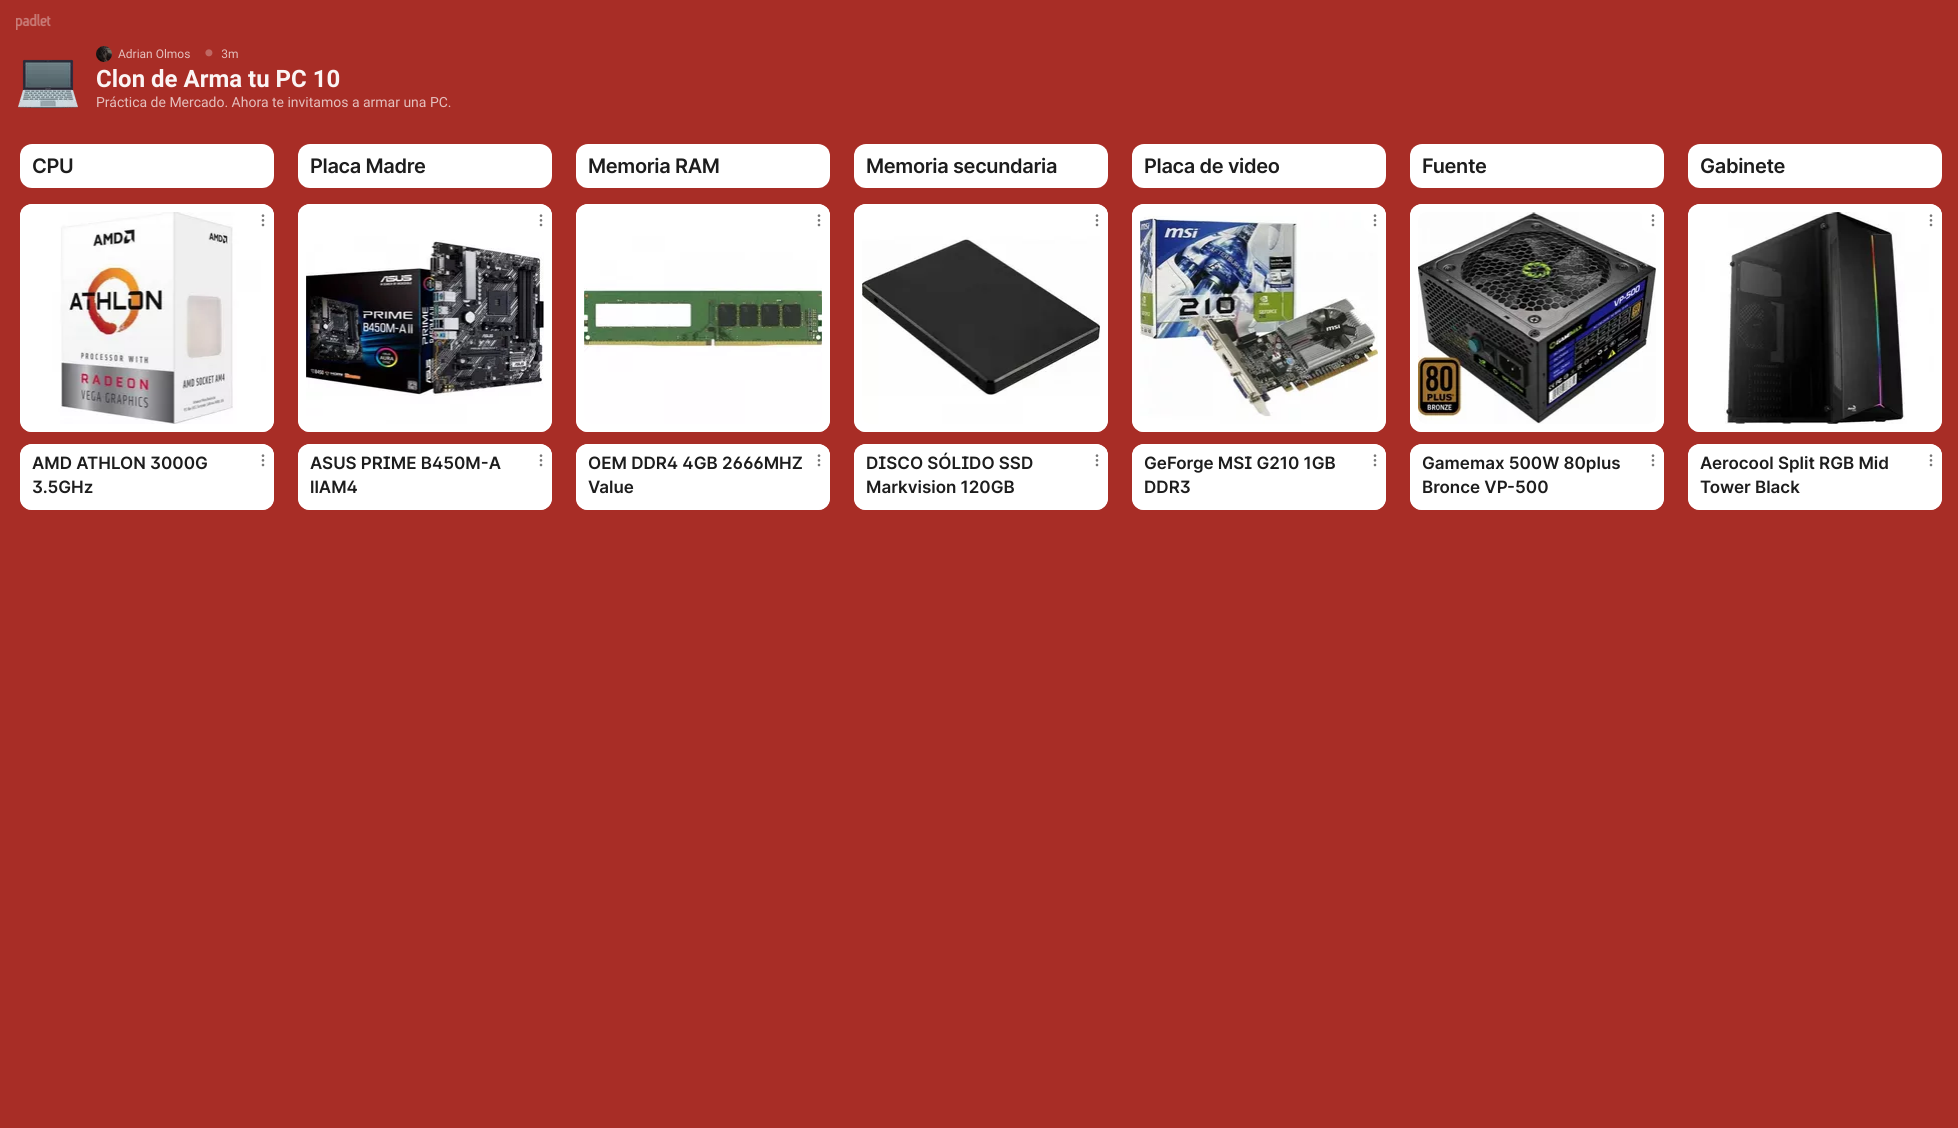 padlet
Adrian Olmos 3m
Clon de Arma tu PC 10
Práctica de Mercado. Ahora te invitamos a armar una PC.
CPU
AMD
ATHLON
PROCESSOR WITH
RADEON
VEGA GRAPHICS
AMD
AMD SOCKET AM4
AMD ATHLON 3000G
3.5GHz
Placa Madre
ASUS
PRIME
B450M-A II
ASUS PRIME B450M-A
IIAM4
Memoria RAM
OEM DDR4 4GB 2666MHZ
Value
Memoria secundaria
DISCO SÓLIDO SSD
Markvision 120GB
Placa de video
msi
210
msi
GeForge MSI G210 1GB
DDR3
Fuente
VP-500
GAMEMAX
80
PLUS
BRONZE
Gamemax 500W 80plus
Bronce VP-500
Gabinete
Aerocool Split RGB Mid
Tower Black